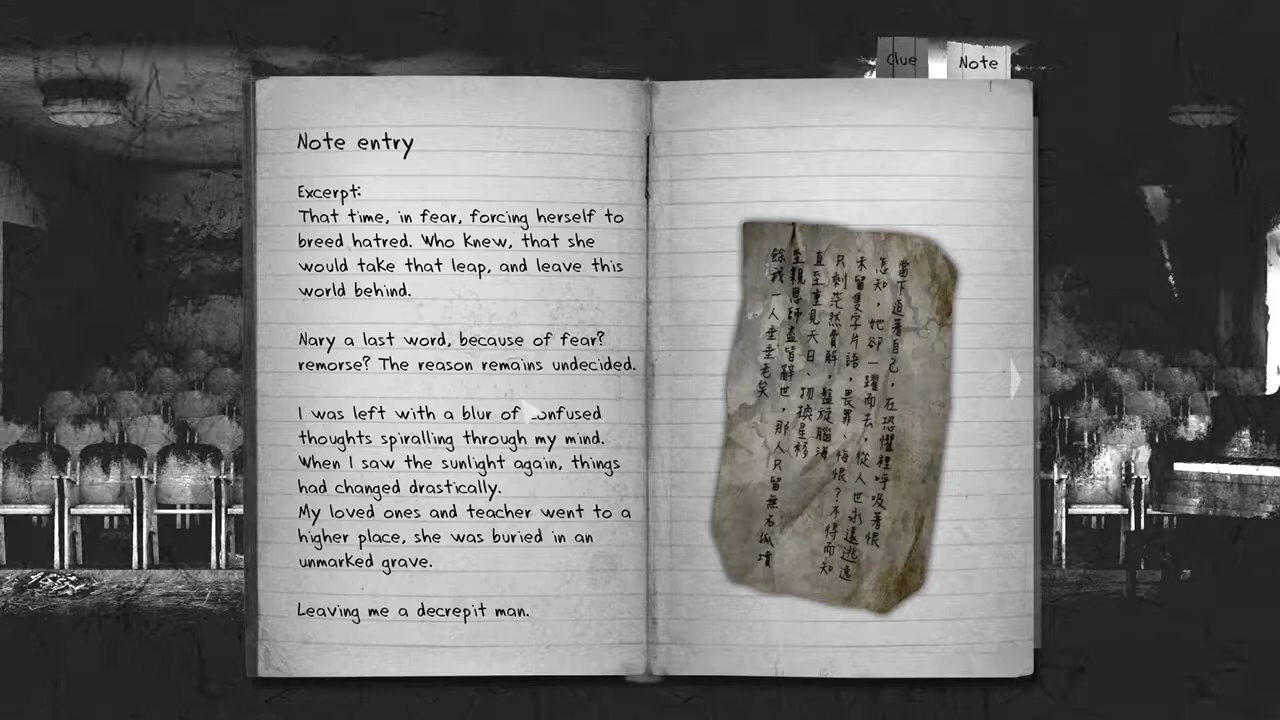 Clue
Note
Note entry
Excerpt:
That time, in fear, forcing herself to
breed hatred. Who knew, that she
would take that leap, and leave this
world behind.
Nary a last word, because of fear?
remorse? The reason remains undecided.
I was left with a blur of confused
thoughts spiralling through my mind.
When I saw the sunlight again, things
had changed drastically.
My loved ones and teacher went to a
higher place, she was buried in an
unmarked grave.
Leaving me a decrepit man.
當下迫著自己，在恐懼裡呼吸著恨
怎知，她卻一躍而去，從人世永遠逃逸
未留隻字片語，畏罪、悔恨？不得而知
只剩茫然費解，盤旋腦海
直至重見天日、物換星移
至親恩師盡皆辭世，那人只留無名孤墳
餘我一人垂垂老矣